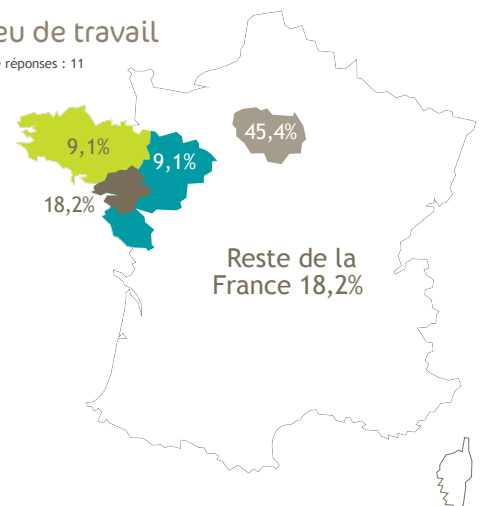 eu de travail
réponses : 11
45,4%
9,1%
9,1%
18,2%
Reste de la
France 18,2%